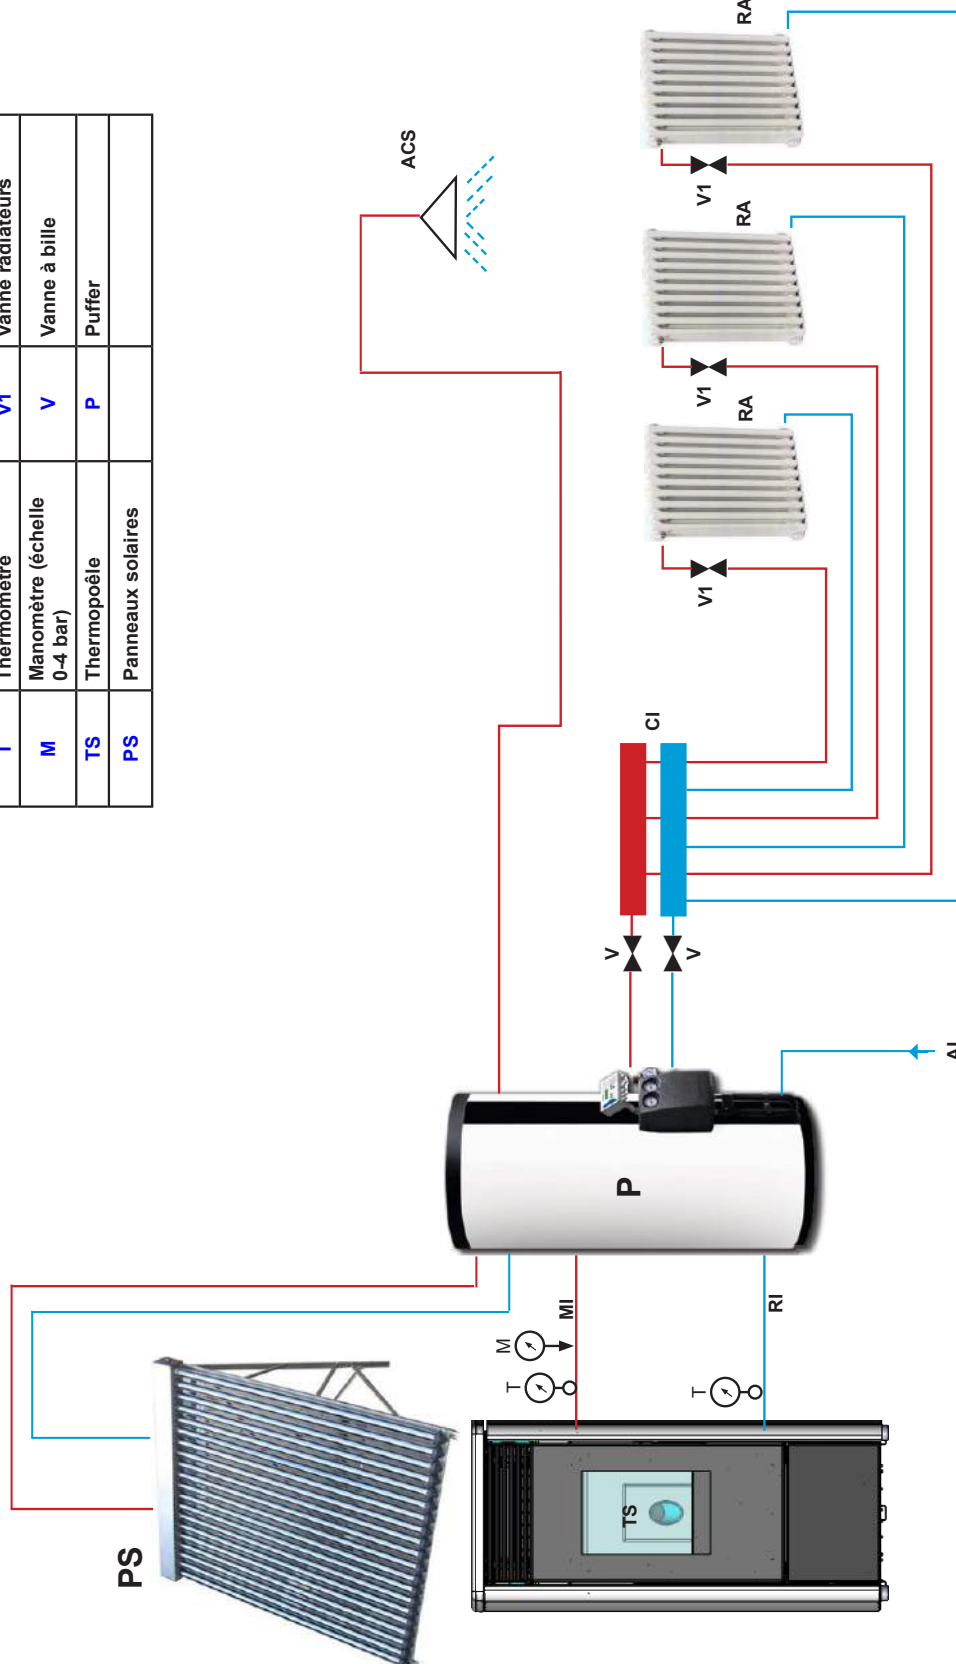 T Thermomètre V1 Vanne radiateurs
M Manomètre (échelle
0-4 bar) V Vanne à bille
TS Thermopoêle P Puffer
PS Panneaux solaires
ACS
RA
V1
RA
V1
RA
V1
CI
V
V
AI
P
MI
RI
M
T
T
TS
PS